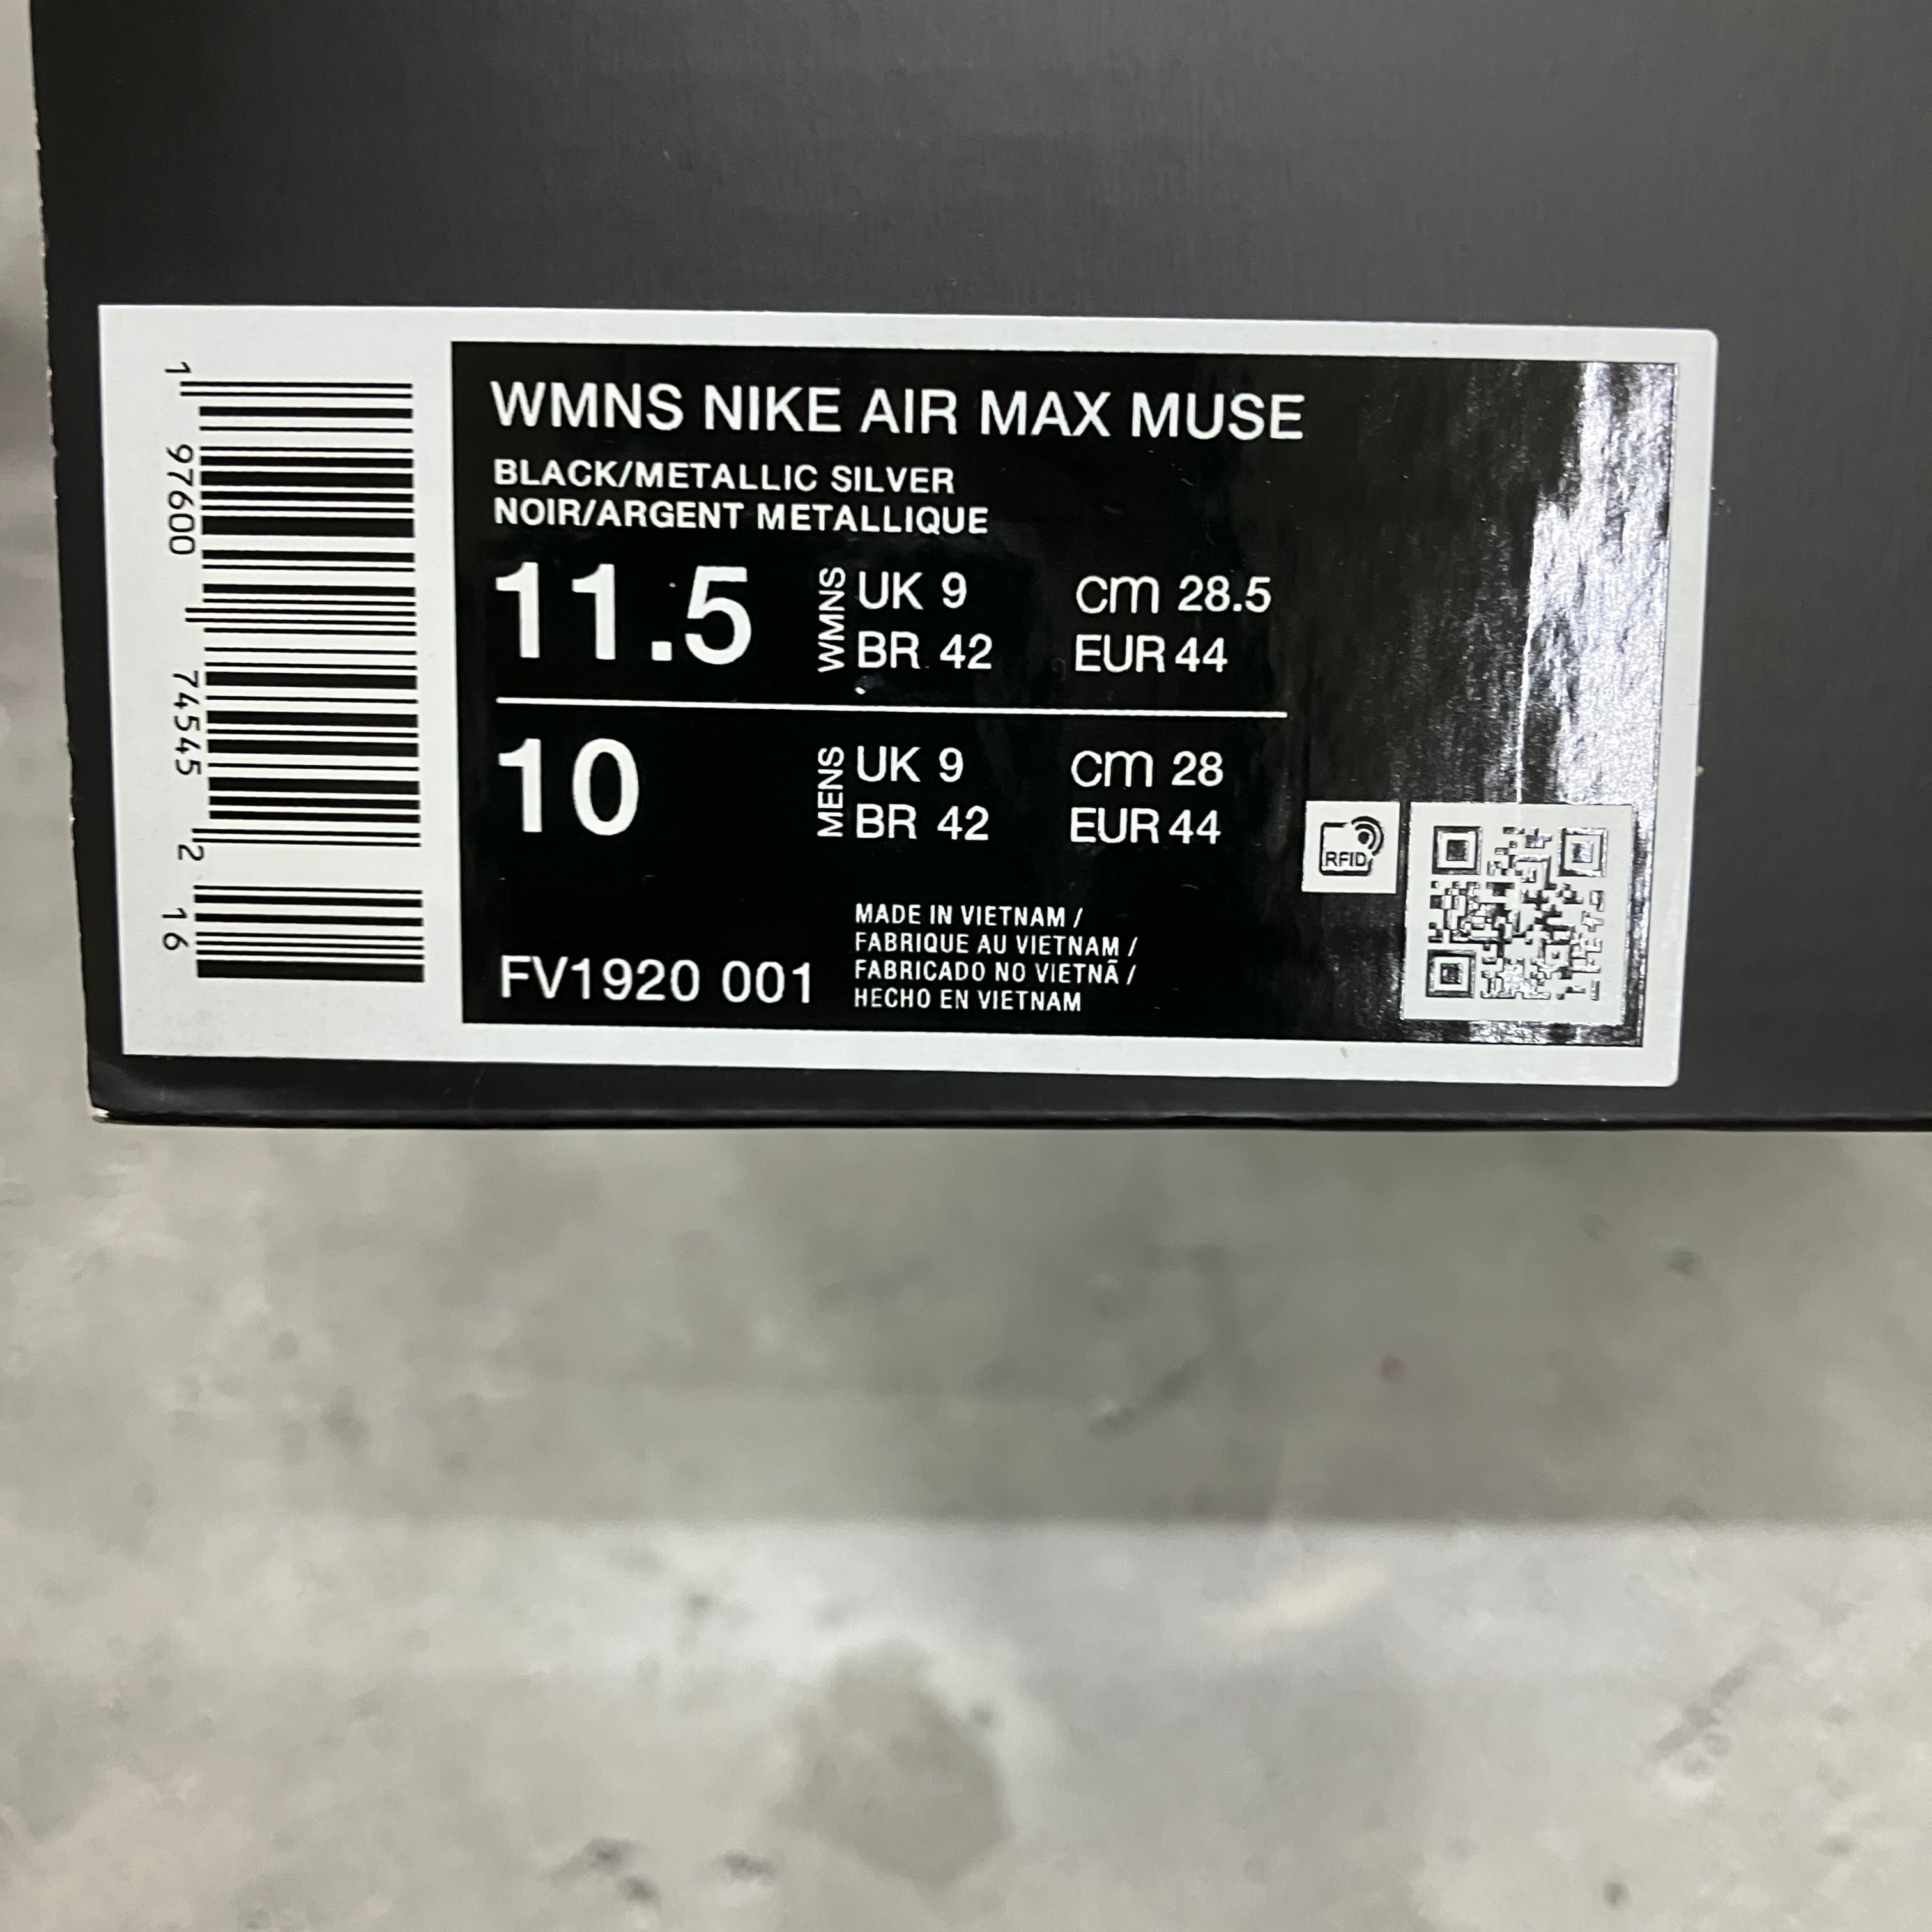 1 97600 74545 2 16
WMNS NIKE AIR MAX MUSE
BLACK/METALLIC SILVER
NOIR/ARGENT METALLIQUE
11.5 WMNS UK 9 cm 28.5
BR 42 EUR 44
10 MENS UK 9 cm 28
BR 42 EUR 44
RFID
FV1920 001
MADE IN VIETNAM /
FABRIQUE AU VIETNAM /
FABRICADO NO VIETNÃ /
HECHO EN VIETNAM